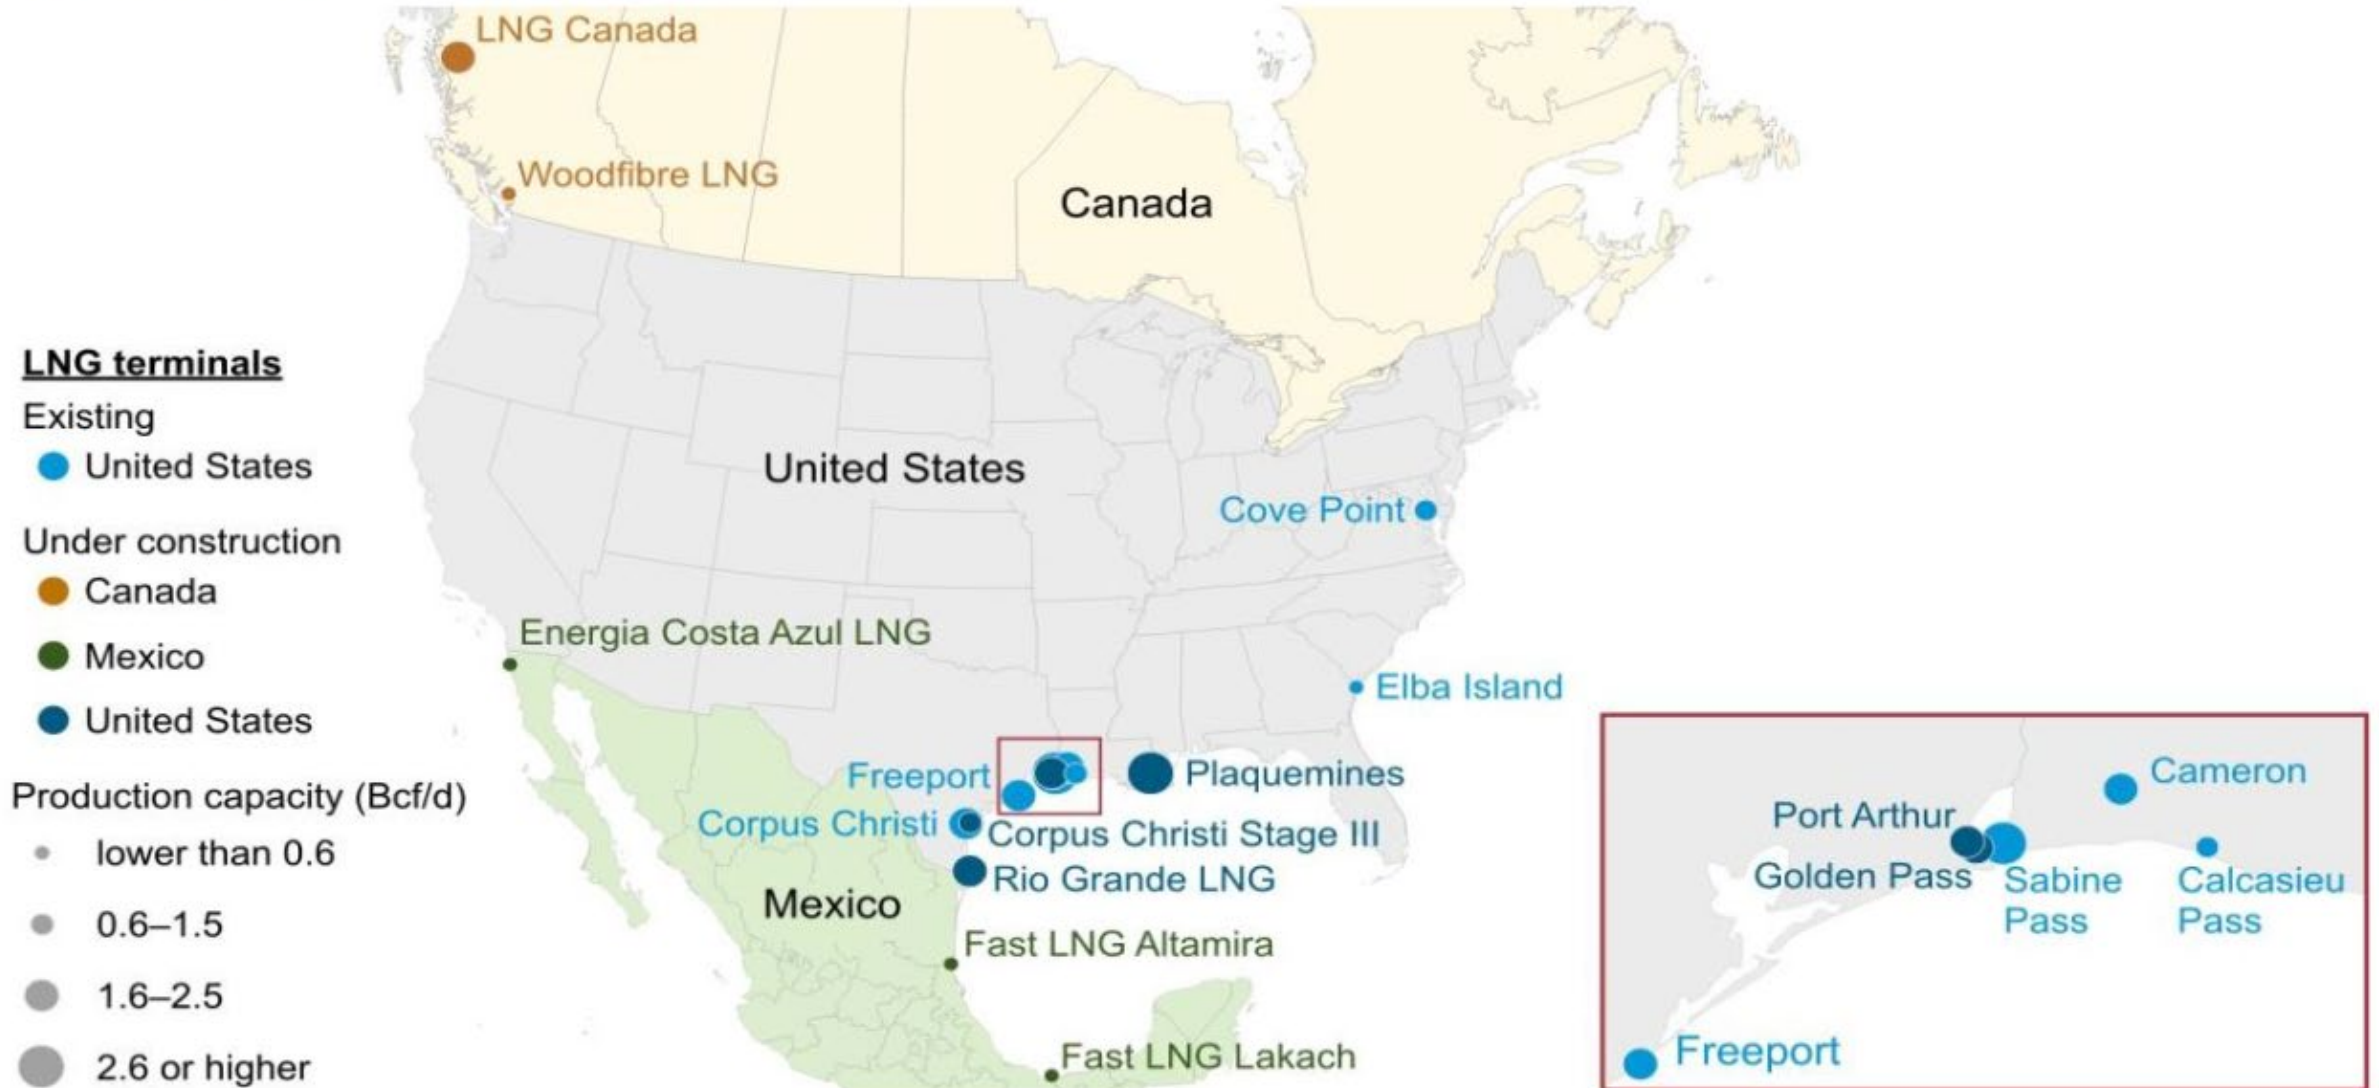 LNG Canada
Woodfibre LNG
Canada
LNG terminals
Existing
United States
Under construction
Canada
Mexico
United States
Production capacity (Bcf/d)
lower than 0.6
0.6–1.5
1.6–2.5
2.6 or higher
United States
Cove Point
Energia Costa Azul LNG
Elba Island
Freeport
Plaquemines
Corpus Christi
Corpus Christi Stage III
Rio Grande LNG
Mexico
Fast LNG Altamira
Fast LNG Lakach
Cameron
Port Arthur
Golden Pass
Sabine
Pass
Calcasieu
Pass
Freeport